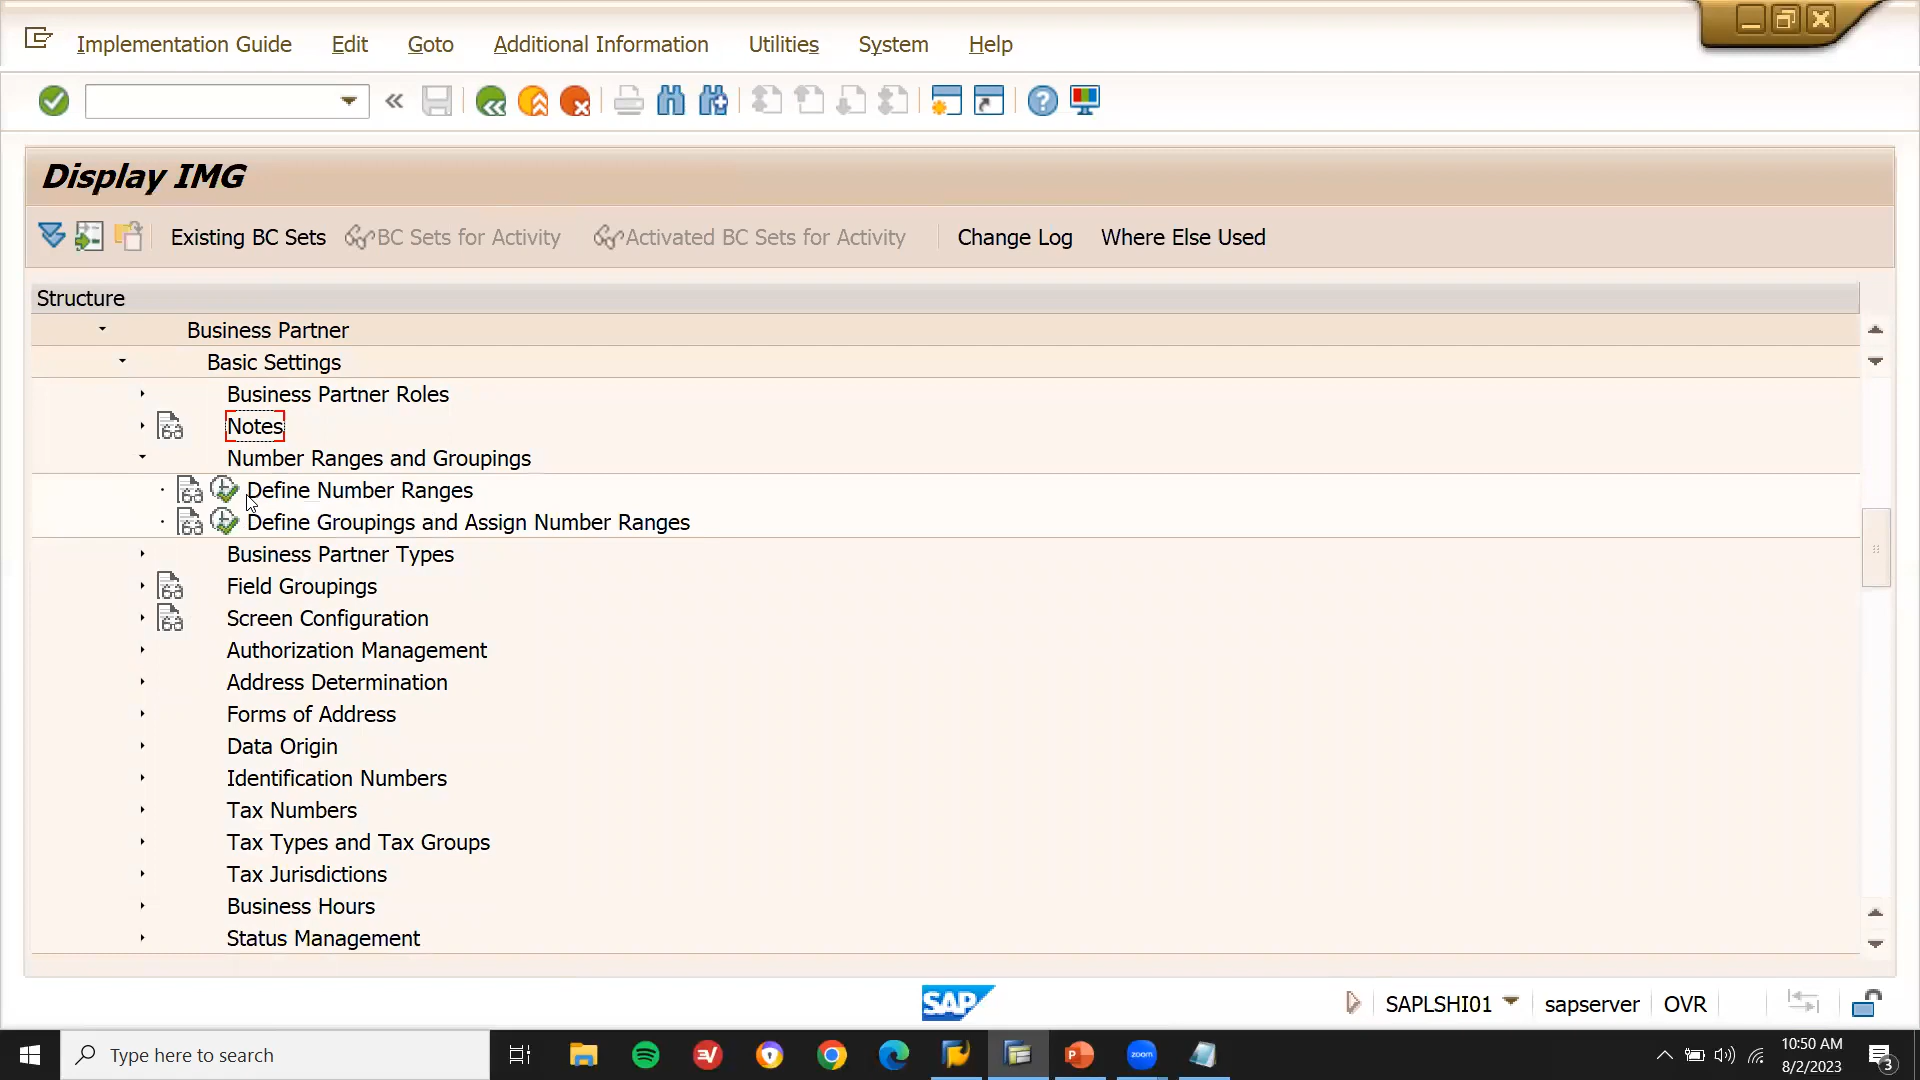 Implementation Guide Edit Goto Additional Information Utilities System Help
Display IMG
Existing BC Sets BC Sets for Activity Activated BC Sets for Activity Change Log Where Else Used
Structure
Business Partner
Basic Settings
Business Partner Roles
Notes
Number Ranges and Groupings
Define Number Ranges
Define Groupings and Assign Number Ranges
Business Partner Types
Field Groupings
Screen Configuration
Authorization Management
Address Determination
Forms of Address
Data Origin
Identification Numbers
Tax Numbers
Tax Types and Tax Groups
Tax Jurisdictions
Business Hours
Status Management
SAP SAPLSHI01 sapserver OVR
Type here to search
zoom
10:50 AM
8/2/2023
3